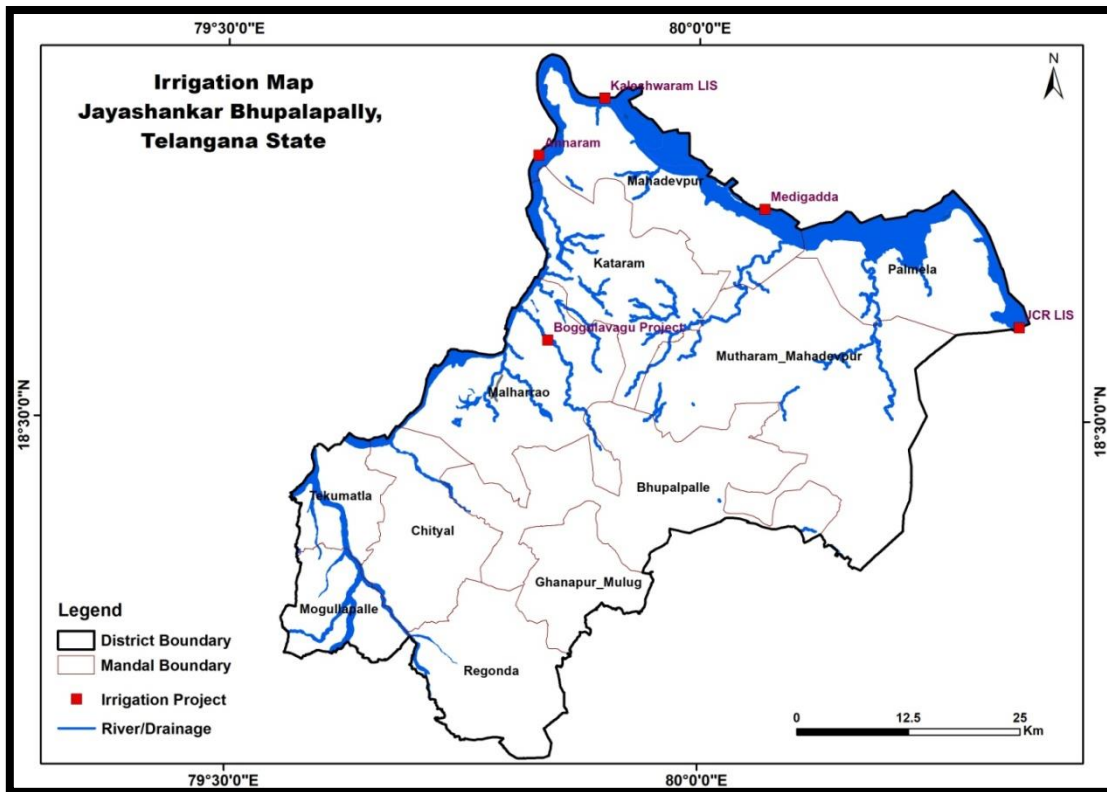 79°30'0"E
80°0'0"E
Irrigation Map
Jayashankar Bhupalapally,
Telangana State
N
Kaleshwaram LIS
Annaram
Mahadevpur
Medigadda
Kataram
Palmela
JCR LIS
Boggulavagu Project
Mutharam_Mahadevpur
Malharrao
18°30'0"N
18°30'0"N
Bhupalpalle
Tekumatla
Chityal
Ghanapur_Mulug
Mogullapalle
Regonda
Legend
District Boundary
Mandal Boundary
Irrigation Project
River/Drainage
0 12.5 25
Km
79°30'0"E
80°0'0"E